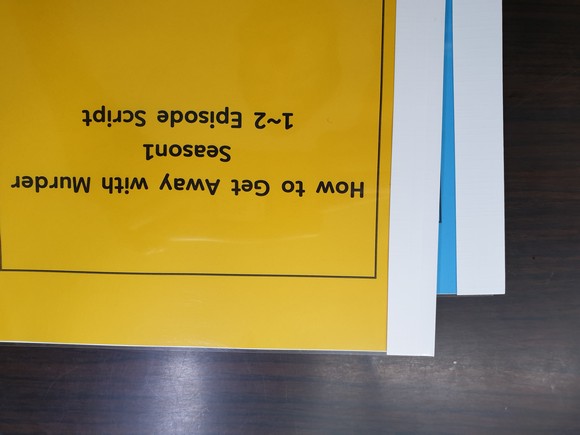 How to Get Away with Murder
Season1
1~2 Episode Script